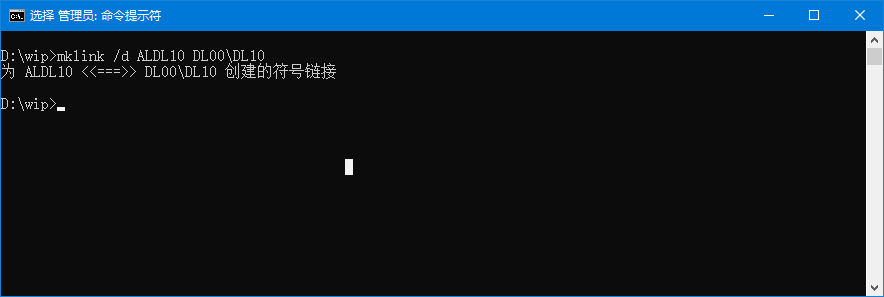 选择 管理员: 命令提示符
D:\wip>mklink /d ALDL10 DL00\DL10
为 ALDL10 <<===>> DL00\DL10 创建的符号链接
D:\wip>